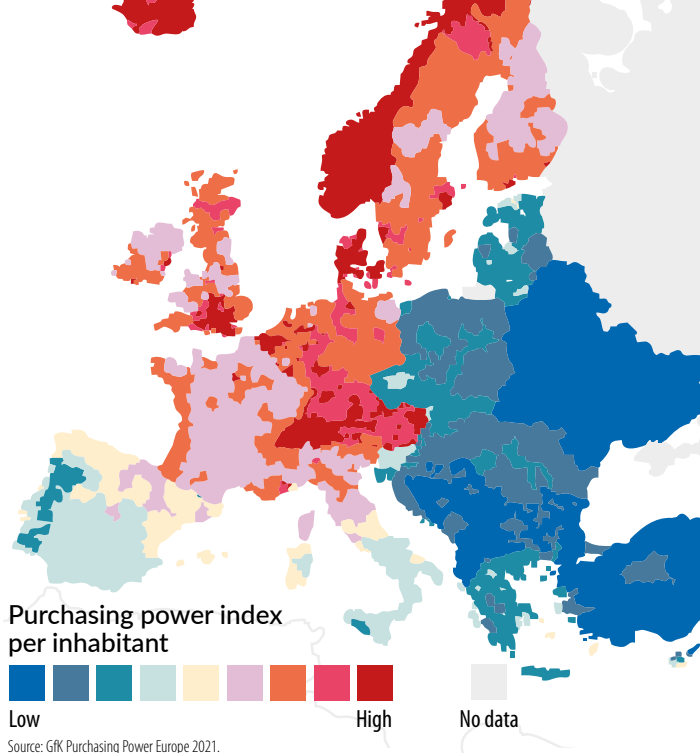 Purchasing power index
per inhabitant
Low
High
No data
Source: GfK Purchasing Power Europe 2021.